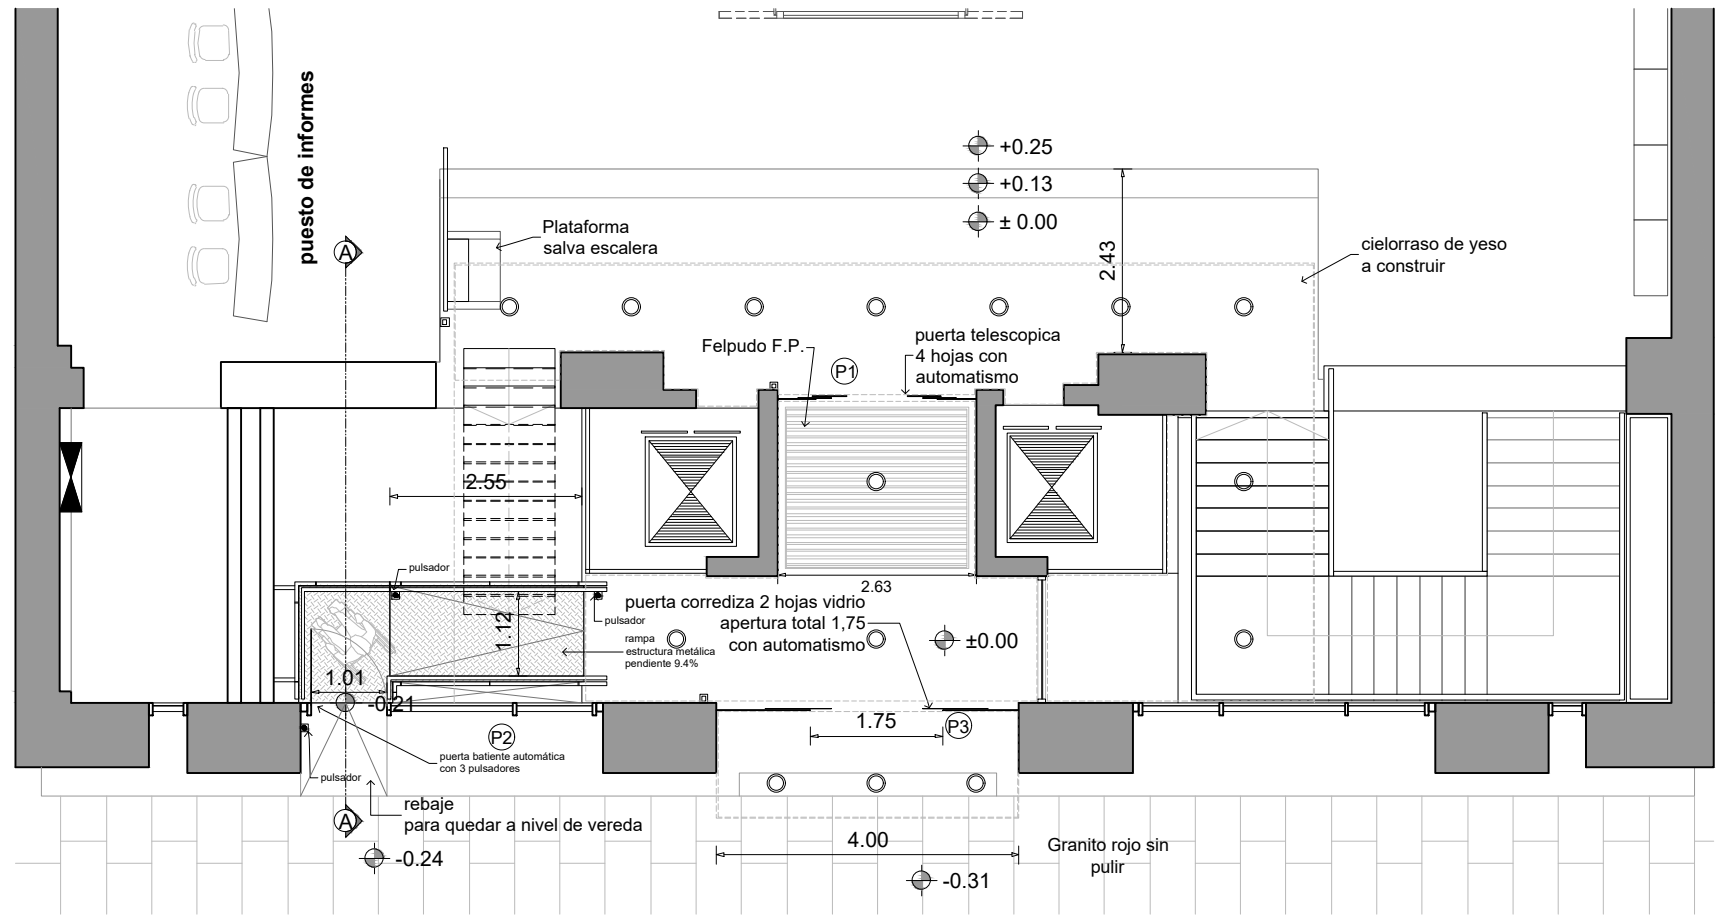 puesto de informes
+0.25
+0.13
± 0.00
Plataforma
salva escalera
A
2.43
cielorraso de yeso
a construir
puerta telescopica
4 hojas con
automatismo
Felpudo F.P.
P1
2.55
pulsador
2.63
puerta corrediza 2 hojas vidrio
apertura total 1,75
con automatismo
pulsador
1.12
rampa
estructura metálica
pendiente 9.4%
±0.00
1.01
-0.21
1.75
P3
P2
puerta batiente automática
con 3 pulsadores
pulsador
rebaje
para quedar a nivel de vereda
A
4.00
Granito rojo sin
pulir
-0.24
-0.31